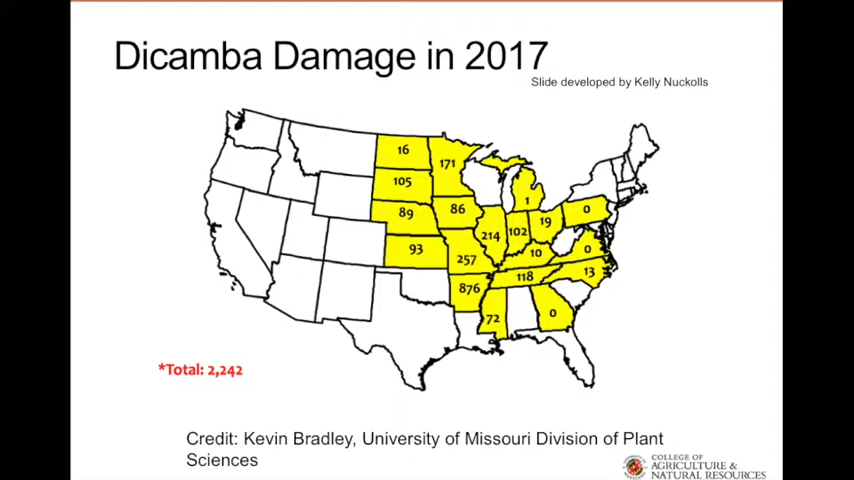 Dicamba Damage in 2017
Slide developed by Kelly Nuckolls
16
171
105
89
86
1
19
0
214
102
93
257
10
0
118
13
876
72
0
*Total: 2,242
Credit: Kevin Bradley, University of Missouri Division of Plant
Sciences
COLLEGE OF
AGRICULTURE &
NATURAL RESOURCES